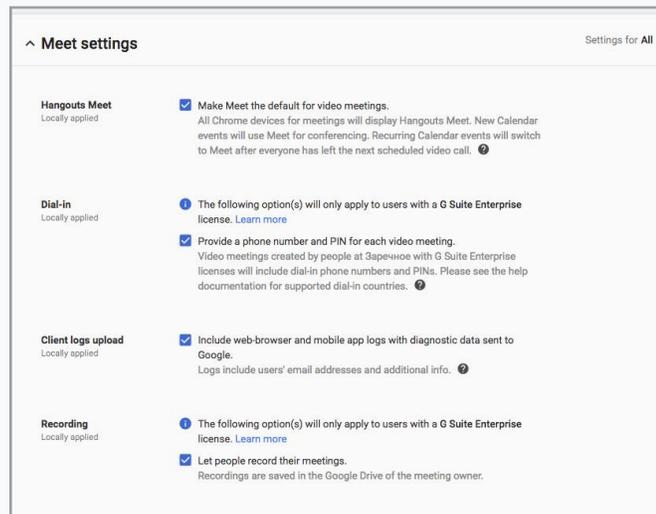 Meet settings
Settings for All
Hangouts Meet
Locally applied
Make Meet the default for video meetings.
All Chrome devices for meetings will display Hangouts Meet. New Calendar
events will use Meet for conferencing. Recurring Calendar events will switch
to Meet after everyone has left the next scheduled video call.
Dial-in
Locally applied
The following option(s) will only apply to users with a G Suite Enterprise
license. Learn more
Provide a phone number and PIN for each video meeting.
Video meetings created by people at Заречное with G Suite Enterprise
licenses will include dial-in phone numbers and PINs. Please see the help
documentation for supported dial-in countries.
Client logs upload
Locally applied
Include web-browser and mobile app logs with diagnostic data sent to
Google.
Logs include users' email addresses and additional info.
Recording
Locally applied
The following option(s) will only apply to users with a G Suite Enterprise
license. Learn more
Let people record their meetings.
Recordings are saved in the Google Drive of the meeting owner.